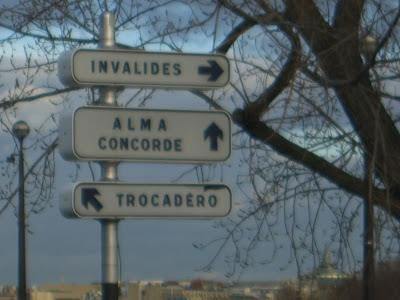 INVALIDES
ALMA
CONCORDE
TROCADÉRO